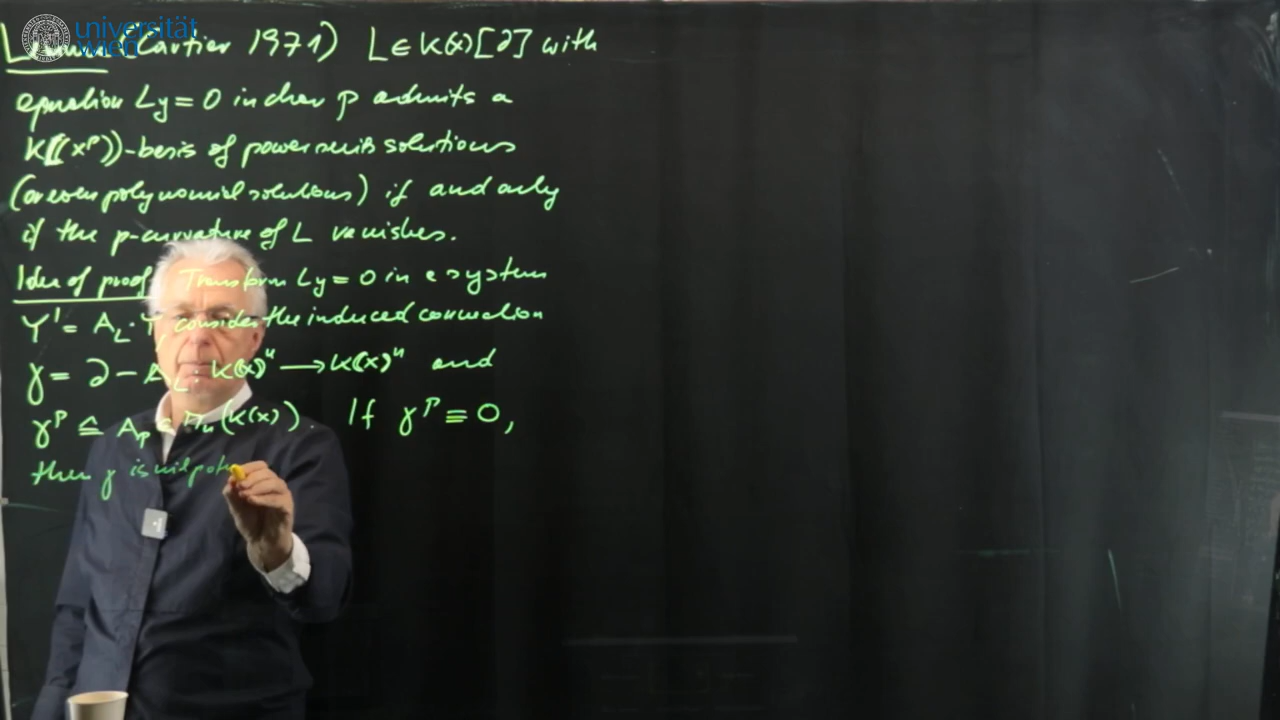 universität
wien
Lemma (Cartier 1971) L ∈ K(x)[∂] with
equation Ly = 0 in char p admits a
K((x^p))-basis of power series solutions
(or even polynomial solutions) if and only
if the p-curvature of L vanishes.
Idea of proof: Transform Ly = 0 in a system
Y' = A_L · Y, consider the induced connection
γ = ∂ - A_L : K(x)^n → K(x)^n and
γ^p ≙ A_p ∈ M_n(K(x)). If γ^p ≡ 0,
then γ is nilpot